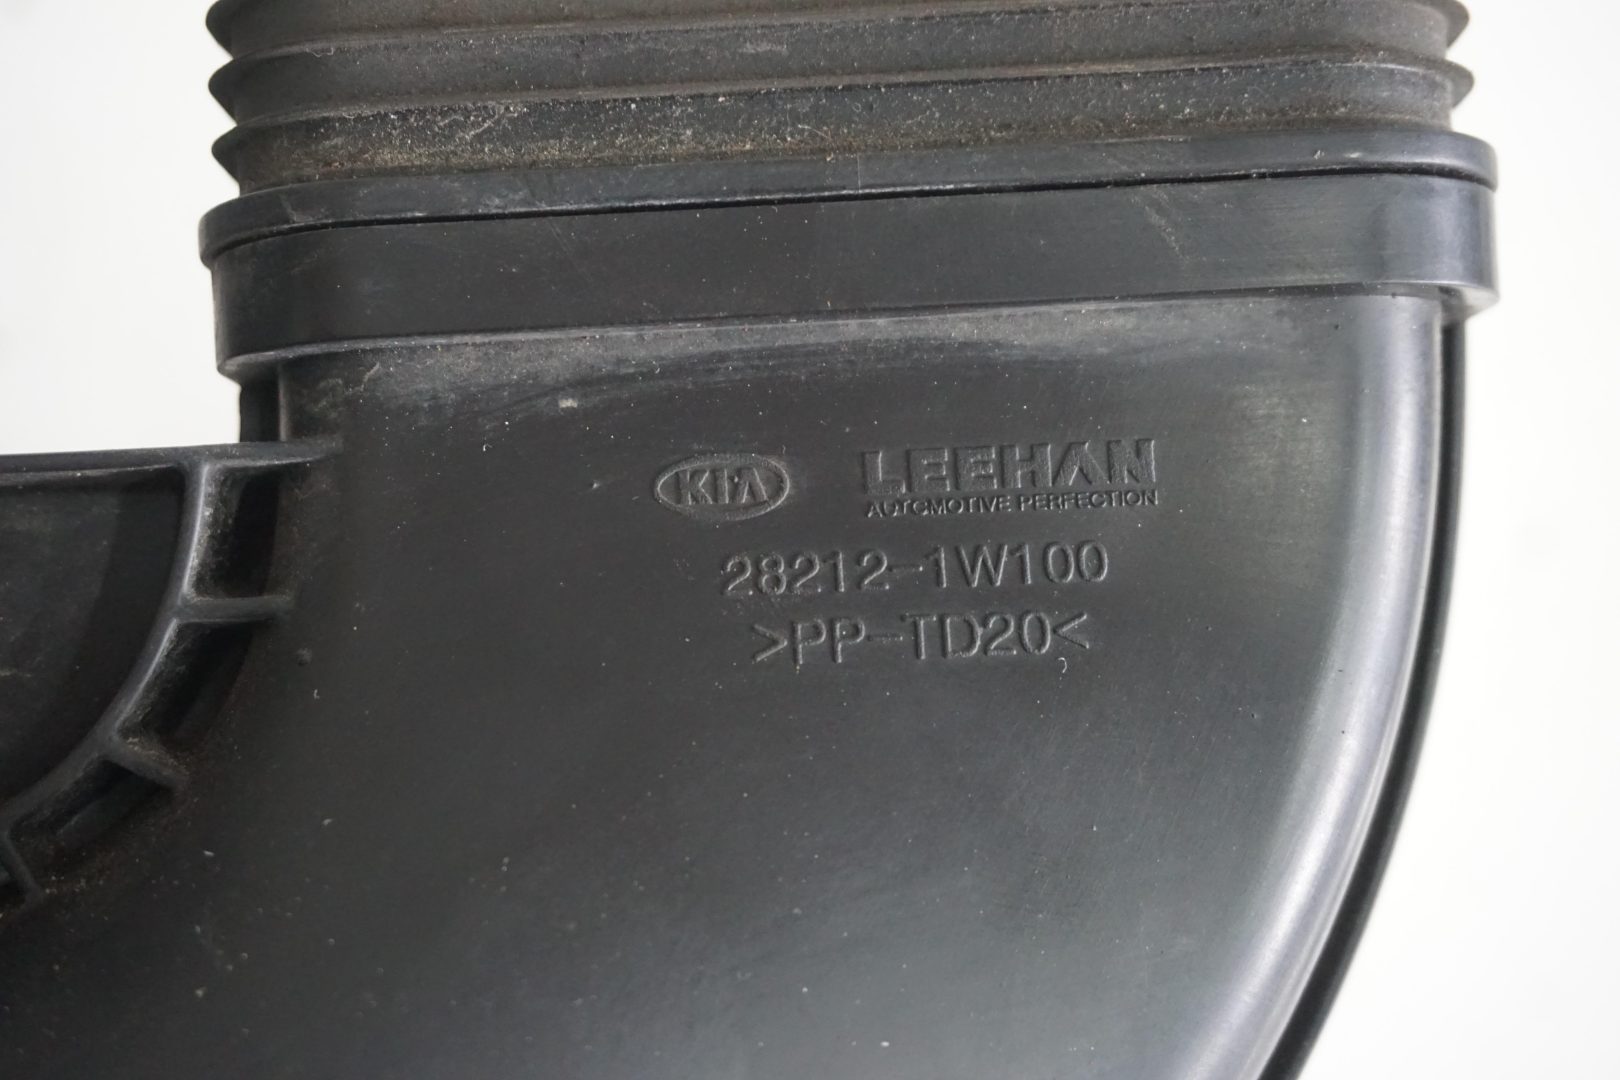 KIA LEEHAN
AUTOMOTIVE PERFECTION
28212-1W100
>PP-TD20<